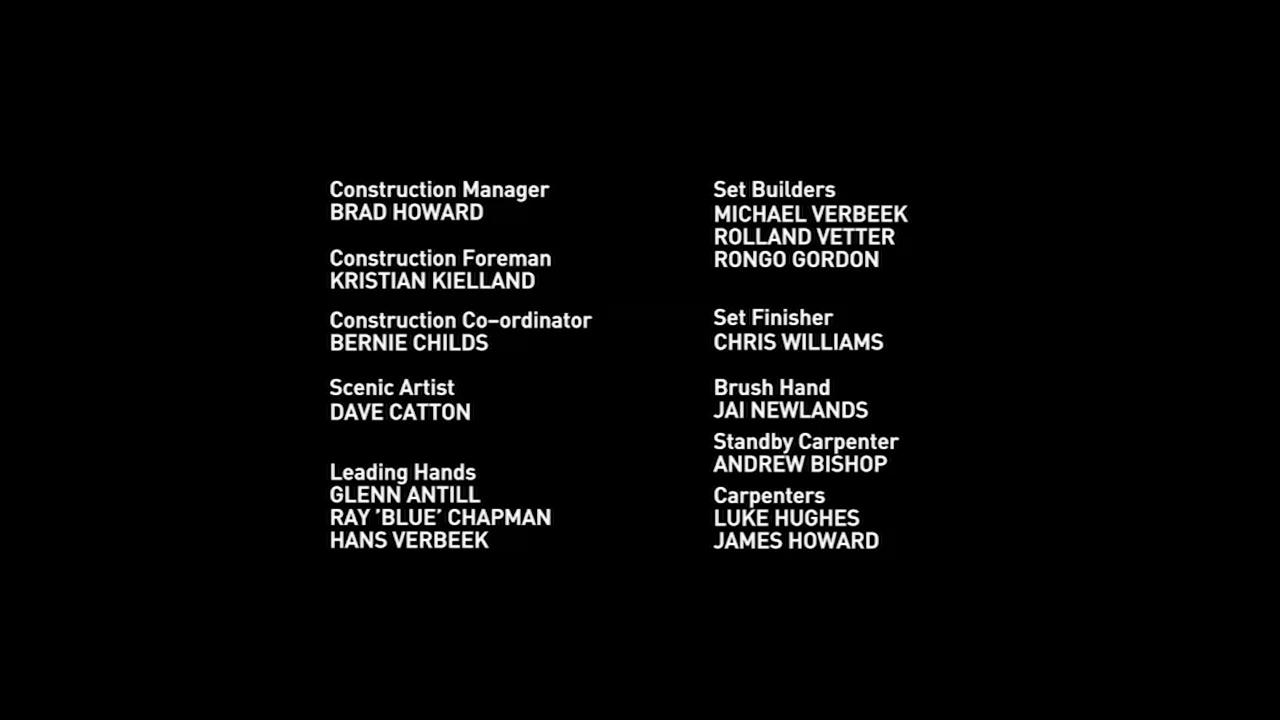 Construction Manager
BRAD HOWARD
Construction Foreman
KRISTIAN KIELLAND
Construction Co–ordinator
BERNIE CHILDS
Scenic Artist
DAVE CATTON
Leading Hands
GLENN ANTILL
RAY ’BLUE’ CHAPMAN
HANS VERBEEK
Set Builders
MICHAEL VERBEEK
ROLLAND VETTER
RONGO GORDON
Set Finisher
CHRIS WILLIAMS
Brush Hand
JAI NEWLANDS
Standby Carpenter
ANDREW BISHOP
Carpenters
LUKE HUGHES
JAMES HOWARD